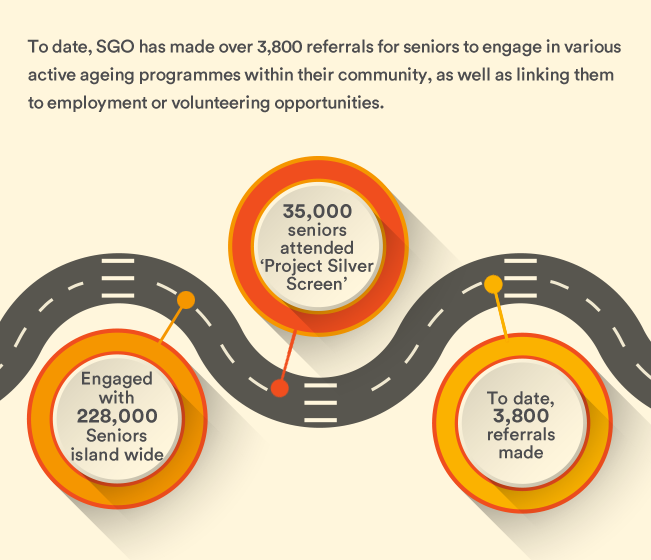 To date, SGO has made over 3,800 referrals for seniors to engage in various
active ageing programmes within their community, as well as linking them
to employment or volunteering opportunities.
35,000
seniors
attended
‘Project Silver
Screen’
Engaged
with
228,000
Seniors
island wide
To date,
3,800
referrals
made